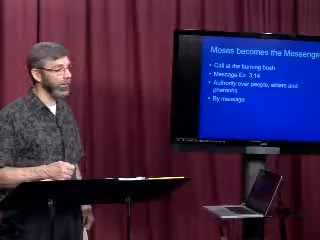 Moses becomes the Messenge
• Call at the burning bush
• Message Ex. 3:14
• Authority over people, elders and
pharaohs
• By message